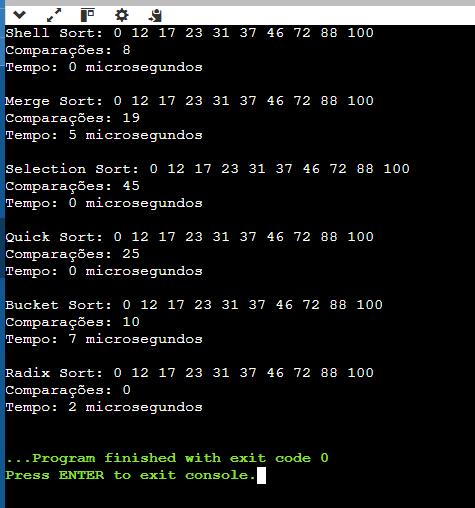 Shell Sort: 0 12 17 23 31 37 46 72 88 100
Comparações: 8
Tempo: 0 microsegundos
Merge Sort: 0 12 17 23 31 37 46 72 88 100
Comparações: 19
Tempo: 5 microsegundos
Selection Sort: 0 12 17 23 31 37 46 72 88 100
Comparações: 45
Tempo: 0 microsegundos
Quick Sort: 0 12 17 23 31 37 46 72 88 100
Comparações: 25
Tempo: 0 microsegundos
Bucket Sort: 0 12 17 23 31 37 46 72 88 100
Comparações: 10
Tempo: 7 microsegundos
Radix Sort: 0 12 17 23 31 37 46 72 88 100
Comparações: 0
Tempo: 2 microsegundos
...Program finished with exit code 0
Press ENTER to exit console.